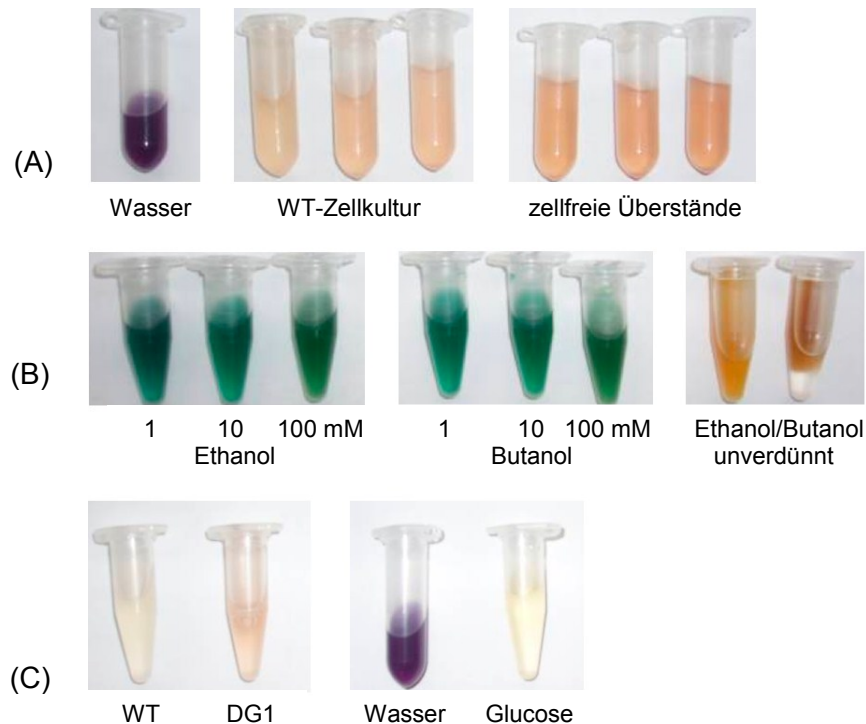 (A)
Wasser WT-Zellkultur zellfreie Überstände
(B)
1 10 100 mM 1 10 100 mM Ethanol/Butanol
Ethanol Butanol unverdünnt
(C)
WT DG1 Wasser Glucose